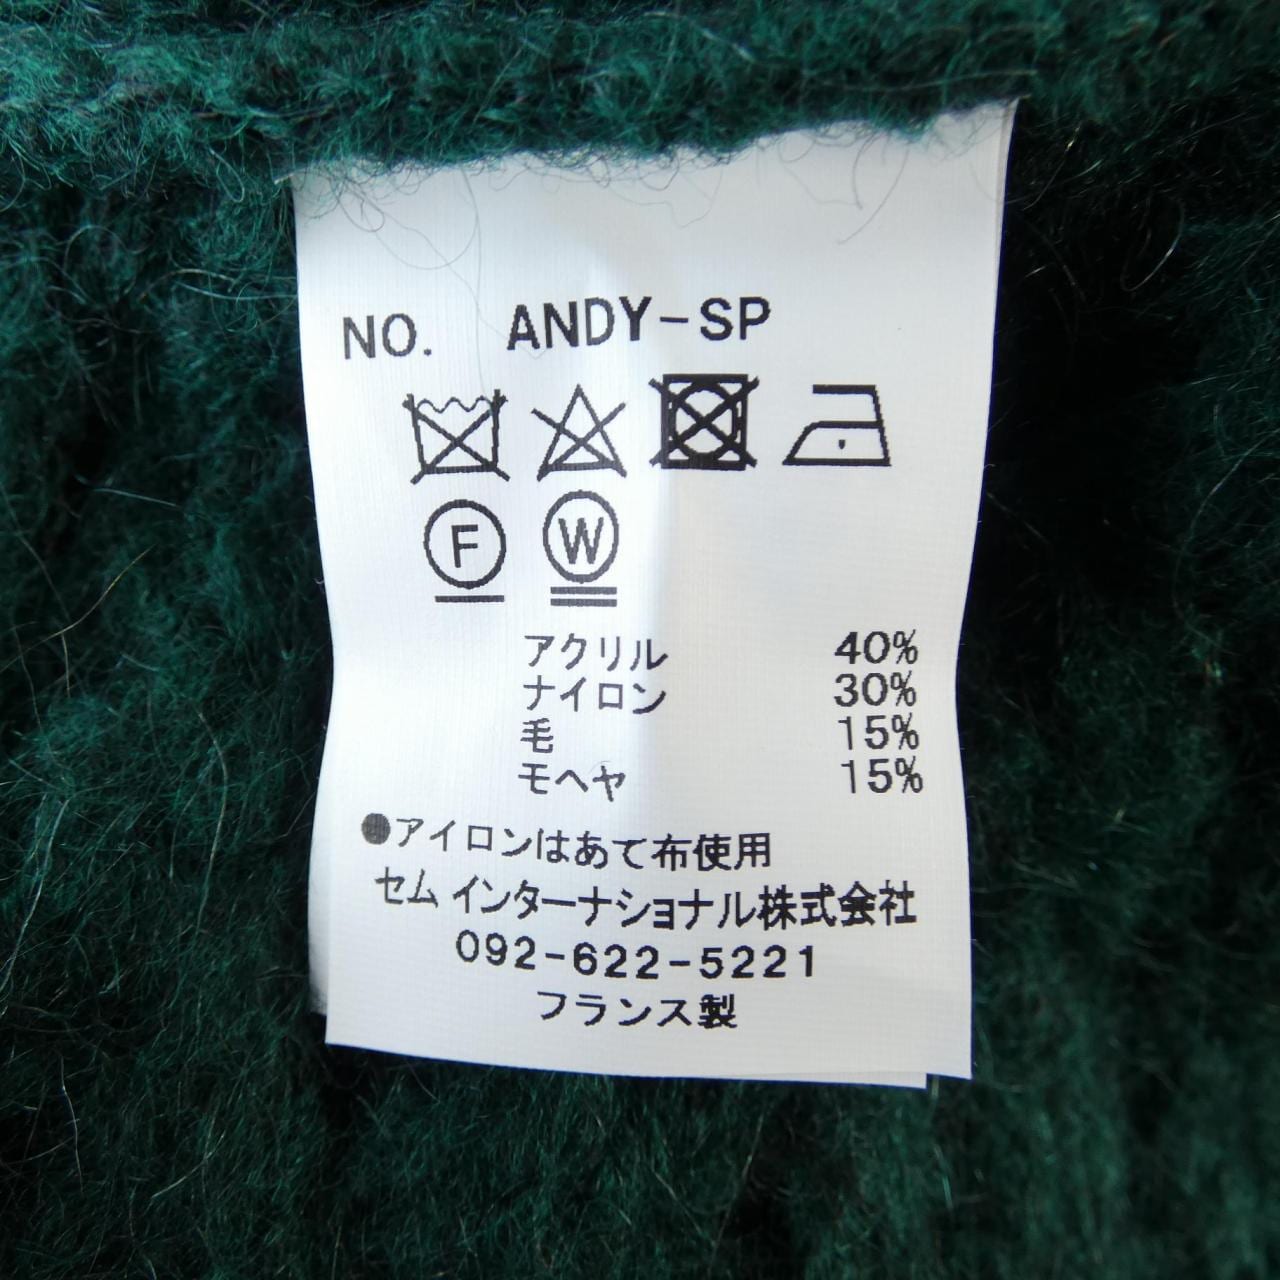 NO. ANDY-SP
F W
アクリル 40%
ナイロン 30%
毛 15%
モヘヤ 15%
●アイロンはあて布使用
セム インターナショナル株式会社
092-622-5221
フランス製